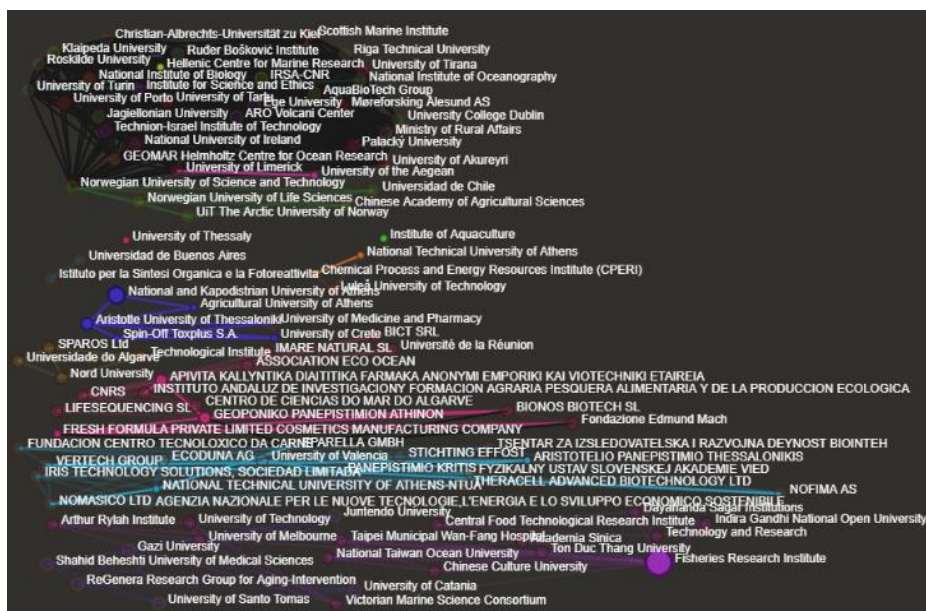 Christian-Albrechts-Universität zu Kiel
Scottish Marine Institute
Klaipeda University
Ruđer Bošković Institute
Riga Technical University
Roskilde University
Hellenic Centre for Marine Research
University of Tirana
National Institute of Biology
IRSA-CNR
National Institute of Oceanography
University of Turin
Institute for Science and Ethics
AquaBioTech Group
University of Porto
University of Tartu
Ege University
Møreforsking Ålesund AS
Jagiellonian University
ARO Volcani Center
University College Dublin
Technion-Israel Institute of Technology
Ministry of Rural Affairs
National University of Ireland
Palacký University
GEOMAR Helmholtz Centre for Ocean Research
University of Akureyri
University of Limerick
University of the Aegean
Norwegian University of Science and Technology
Universidad de Chile
Norwegian University of Life Sciences
Chinese Academy of Agricultural Sciences
UiT The Arctic University of Norway
University of Thessaly
Institute of Aquaculture
Universidad de Buenos Aires
National Technical University of Athens
Istituto per la Sintesi Organica e la Fotoreattivita
Chemical Process and Energy Resources Institute (CPERI)
National and Kapodistrian University of Athens
Luleå University of Technology
Agricultural University of Athens
Aristotle University of Thessaloniki
University of Medicine and Pharmacy
Spin-Off Toxplus S.A.
University of Crete
BICT SRL
SPAROS Ltd
Technological Institute
IMARE NATURAL SL
Université de la Réunion
Universidade do Algarve
ASSOCIATION ECO OCEAN
Nord University
APIVITA KALLYNTIKA DIAITITIKA FARMAKA ANONYMI EMPORIKI KAI VIOTECHNIKI ETAIREIA
CNRS
INSTITUTO ANDALUZ DE INVESTIGACIONY FORMACION AGRARIA PESQUERA ALIMENTARIA Y DE LA PRODUCCION ECOLOGICA
LIFESEQUENCING SL
CENTRO DE CIENCIAS DO MAR DO ALGARVE
GEOPONIKO PANEPISTIMION ATHINON
BIONOS BIOTECH SL
FRESH FORMULA PRIVATE LIMITED COSMETICS MANUFACTURING COMPANY
Fondazione Edmund Mach
FUNDACION CENTRO TECNOLOXICO DA CARNE
SPARELLA GMBH
TSENTAR ZA IZSLEDOVATELSKA I RAZVOJNA DEYNOST BIOINTEH
VERTECH GROUP
ECODUNA AG
University of Valencia
STICHTING EFFOST
ARISTOTELIO PANEPISTIMIO THESSALONIKIS
IRIS TECHNOLOGY SOLUTIONS, SOCIEDAD LIMITADA
PANEPISTIMIO KRITIS
FYZIKALNY USTAV SLOVENSKEJ AKADEMIE VIED
NATIONAL TECHNICAL UNIVERSITY OF ATHENS-NTUA
THERACELL ADVANCED BIOTECHNOLOGY LTD
NOFIMA AS
NOMASICO LTD
AGENZIA NAZIONALE PER LE NUOVE TECNOLOGIE,L'ENERGIA E LO SVILUPPO ECONOMICO SOSTENIBILE
Dayananda Sagar Institutions
Arthur Rylah Institute
University of Technology
Juntendo University
Central Food Technological Research Institute
Indira Gandhi National Open University
University of Melbourne
Taipei Municipal Wan-Fang Hospital
Academia Sinica
Technology and Research
Gazi University
National Taiwan Ocean University
Ton Duc Thang University
Shahid Beheshti University of Medical Sciences
Chinese Culture University
Fisheries Research Institute
ReGenera Research Group for Aging-Intervention
University of Catania
University of Santo Tomas
Victorian Marine Science Consortium